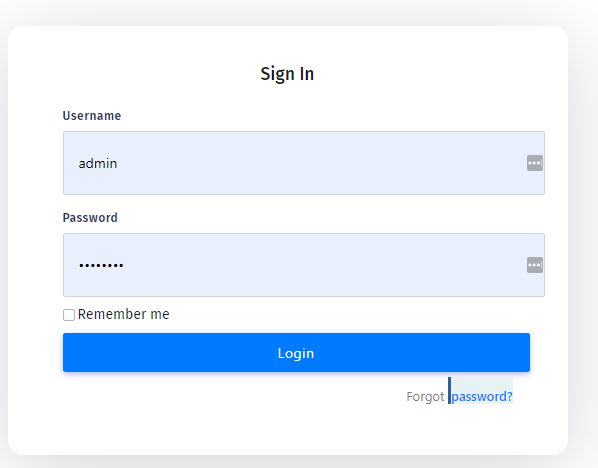 Sign In
Username
admin
Password
••••••••
Remember me
Login
Forgot password?